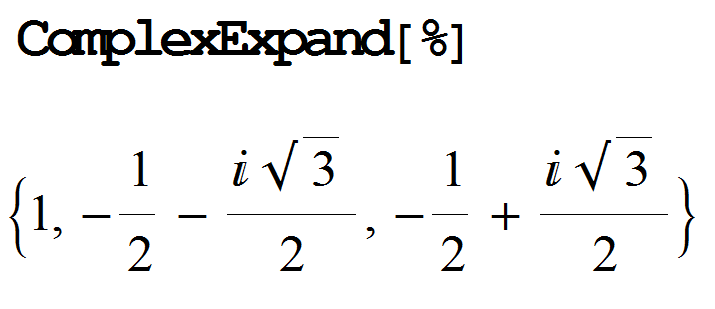 ComplexExpand[%]
{1, -1/2 - i√3/2, -1/2 + i√3/2}